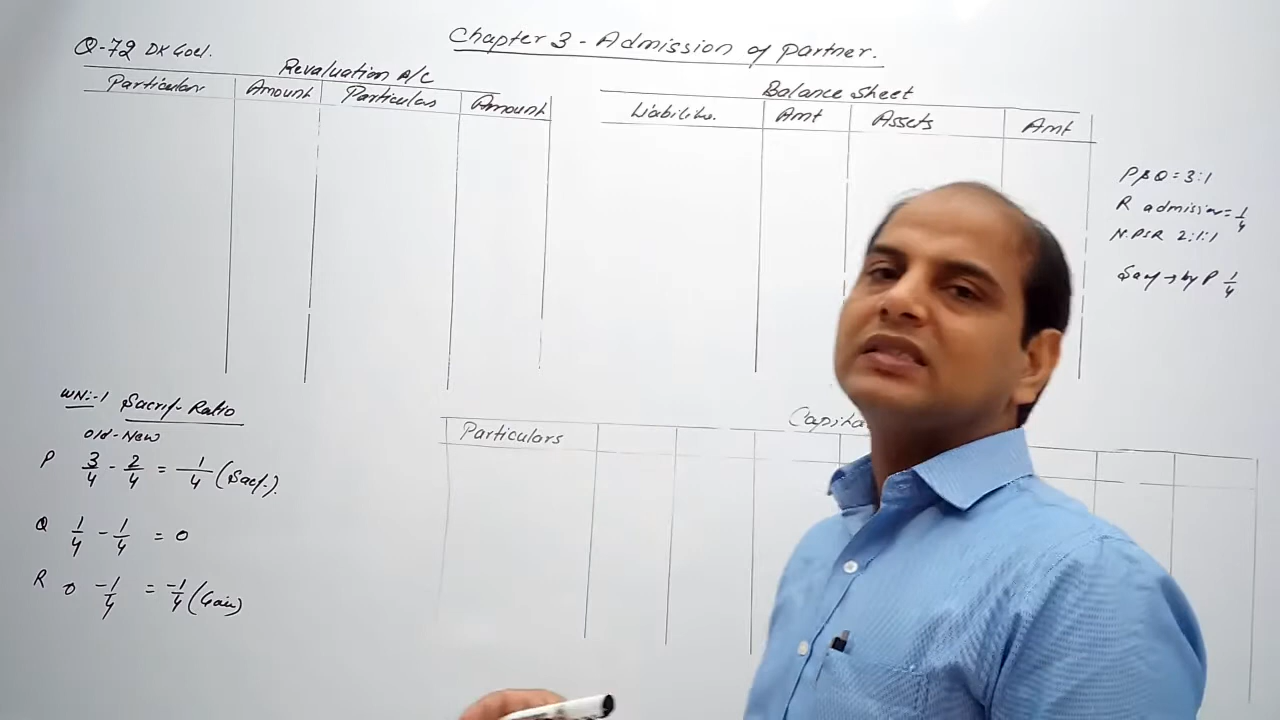 Chapter 3 - Admission of partner.
Q-72 DK Goel.
Revaluation A/C
Particulars Amount Particulars Amount
Balance Sheet
Liabilities. Amt Assets Amt
P & Q = 3:1
R admission = 1/4
N.P.S.R 2:1:1
Sacf → by P 1/4
WN:-1 Sacrif. Ratio
Old-New
P 3/4 - 2/4 = 1/4 (Sacf.).
Q 1/4 - 1/4 = 0
R 0 - 1/4 = -1/4 (Gain)
Capita
Particulars